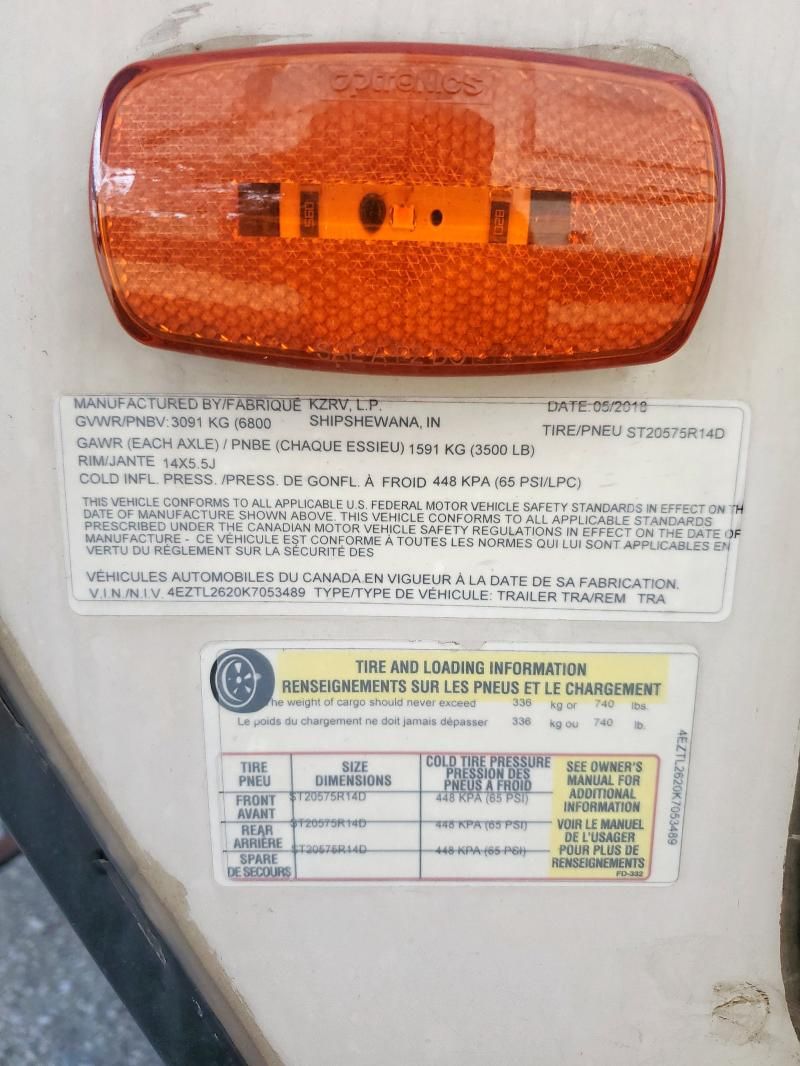 OPTRONICS
560
1028
SAE A P2 DO
MANUFACTURED BY/FABRIQUÉ KZRV, L.P. DATE: 05/2018
GVWR/PNBV: 3091 KG (6800 SHIPSHEWANA, IN TIRE/PNEU ST20575R14D
GAWR (EACH AXLE) / PNBE (CHAQUE ESSIEU) 1591 KG (3500 LB)
RIM/JANTE 14X5.5J
COLD INFL. PRESS. /PRESS. DE GONFL. À FROID 448 KPA (65 PSI/LPC)
THIS VEHICLE CONFORMS TO ALL APPLICABLE U.S. FEDERAL MOTOR VEHICLE SAFETY STANDARDS IN EFFECT ON TH
DATE OF MANUFACTURE SHOWN ABOVE. THIS VEHICLE CONFORMS TO ALL APPLICABLE STANDARDS
PRESCRIBED UNDER THE CANADIAN MOTOR VEHICLE SAFETY REGULATIONS IN EFFECT ON THE DATE OF
MANUFACTURE - CE VÉHICULE EST CONFORME À TOUTES LES NORMES QUI LUI SONT APPLICABLES EN
VERTU DU RÉGLEMENT SUR LA SÉCURITÉ DES
VÉHICULES AUTOMOBILES DU CANADA EN VIGUEUR À LA DATE DE SA FABRICATION.
V.I.N./N.I.V. 4EZTL2620K7053489 TYPE/TYPE DE VÉHICULE: TRAILER TRA/REM TRA
TIRE AND LOADING INFORMATION
RENSEIGNEMENTS SUR LES PNEUS ET LE CHARGEMENT
The weight of cargo should never exceed 336 kg or 740 lbs.
Le poids du chargement ne doit jamais dépasser 336 kg ou 740 lb.
TIRE SIZE COLD TIRE PRESSURE
PNEU DIMENSIONS PRESSION DES
PNEUS A FROID
FRONT ST20575R14D 448 KPA (65 PSI)
AVANT
REAR ST20575R14D 448 KPA (65 PSI)
ARRIÈRE
SPARE ST20575R14D 448 KPA (65 PSI)
DE SECOURS
SEE OWNER'S
MANUAL FOR
ADDITIONAL
INFORMATION
VOIR LE MANUEL
DE L'USAGER
POUR PLUS DE
RENSEIGNEMENTS
FD-332
4EZTL2620K7053489